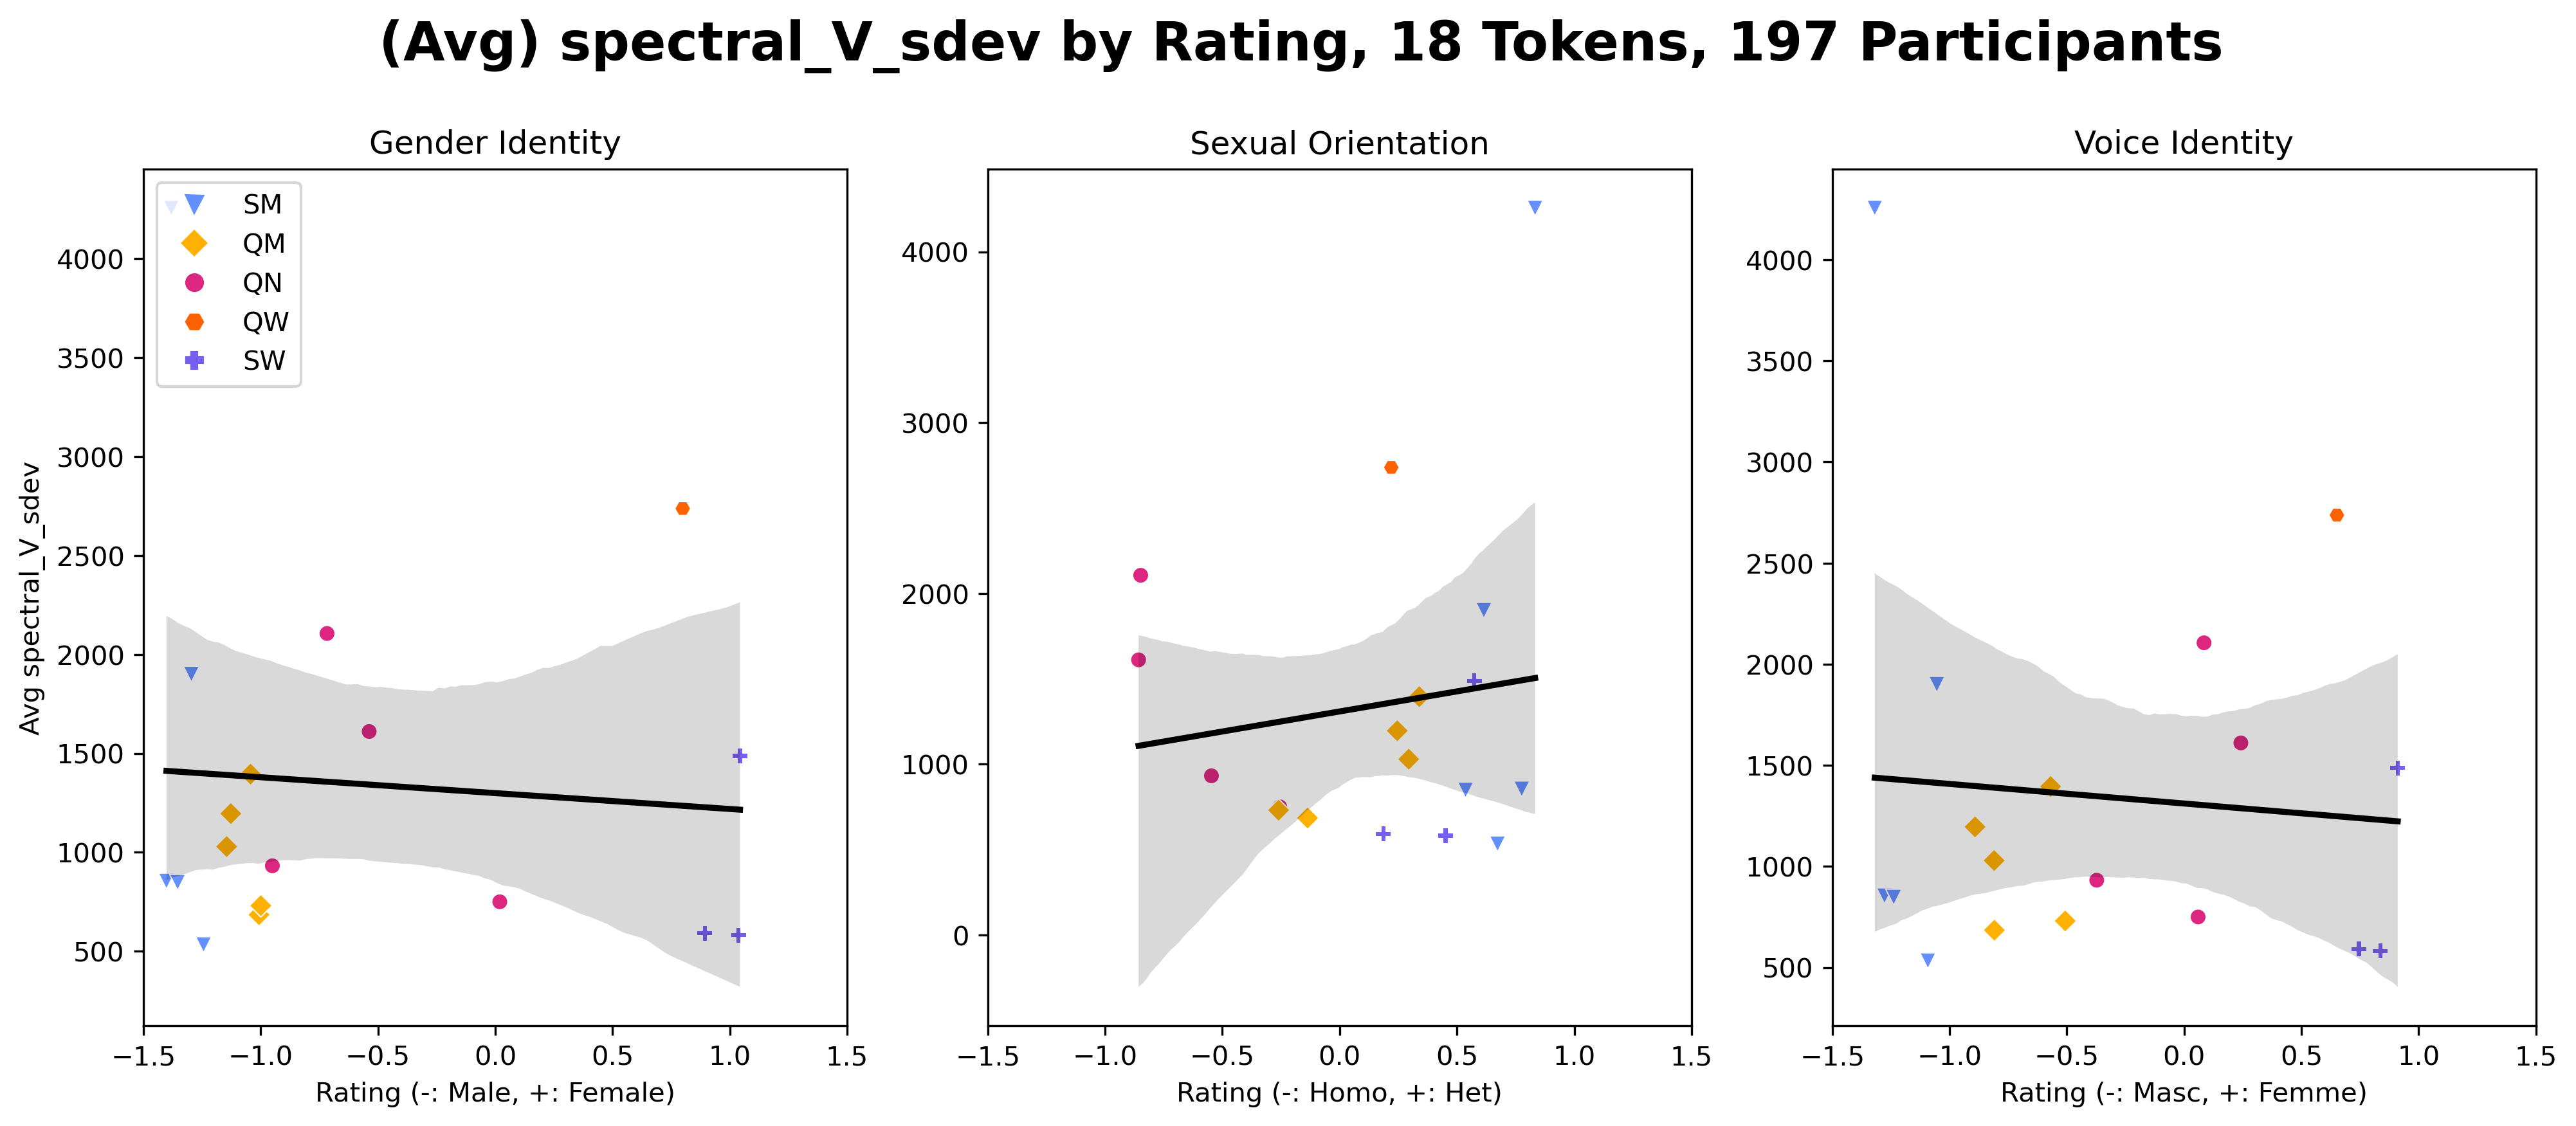 (Avg) spectral_V_sdev by Rating, 18 Tokens, 197 Participants
Gender Identity
SM
QM
QN
QW
SW
4000
3500
3000
2500
2000
1500
1000
500
Avg spectral_V_sdev
−1.5 −1.0 −0.5 0.0 0.5 1.0 1.5
Rating (-: Male, +: Female)
Sexual Orientation
4000
3000
2000
1000
0
−1.5 −1.0 −0.5 0.0 0.5 1.0 1.5
Rating (-: Homo, +: Het)
Voice Identity
4000
3500
3000
2500
2000
1500
1000
500
−1.5 −1.0 −0.5 0.0 0.5 1.0 1.5
Rating (-: Masc, +: Femme)